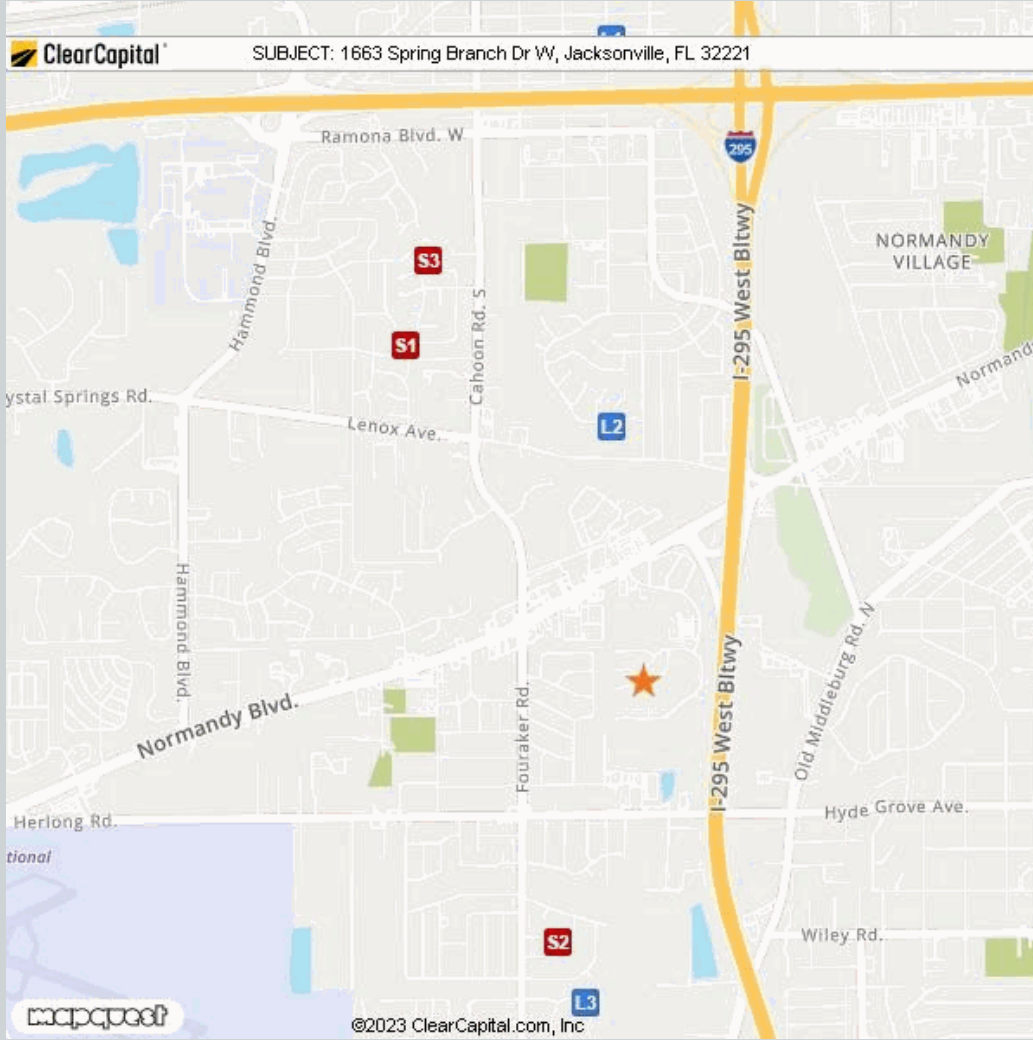 ClearCapital
SUBJECT: 1663 Spring Branch Dr W, Jacksonville, FL 32221
Ramona Blvd. W
295
NORMANDY
VILLAGE
Hammond Blvd.
S3
I-295 West Bltwy
S1
Cahoon Rd. S
Normandy
ystal Springs Rd.
Lenox Ave.
L2
Hammond Blvd.
Old Middleburg Rd. N
Normandy Blvd.
Fouraker Rd.
I-295 West Bltwy
Herlong Rd.
Hyde Grove Ave.
tional
S2
Wiley Rd.
L3
mapquest
©2023 ClearCapital.com, Inc